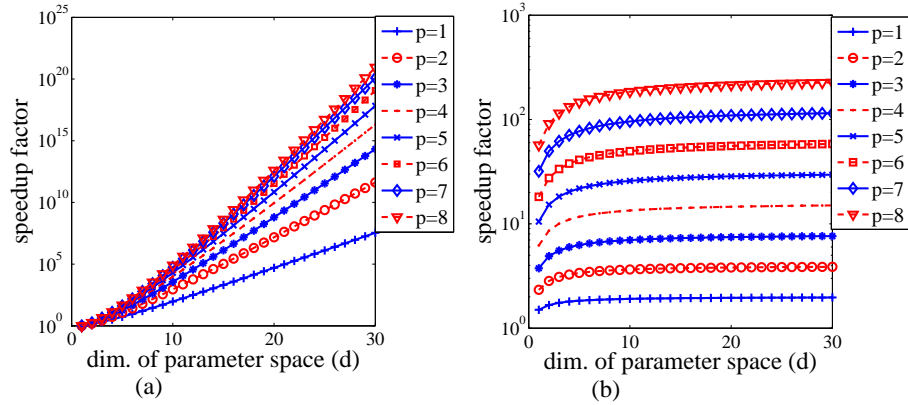 speedup factor
10^25
10^20
10^15
10^10
10^5
10^0
0
10
20
30
dim. of parameter space (d)
(a)
p=1
p=2
p=3
p=4
p=5
p=6
p=7
p=8
speedup factor
10^3
10^2
10^1
10^0
0
10
20
30
dim. of parameter space (d)
(b)
p=1
p=2
p=3
p=4
p=5
p=6
p=7
p=8